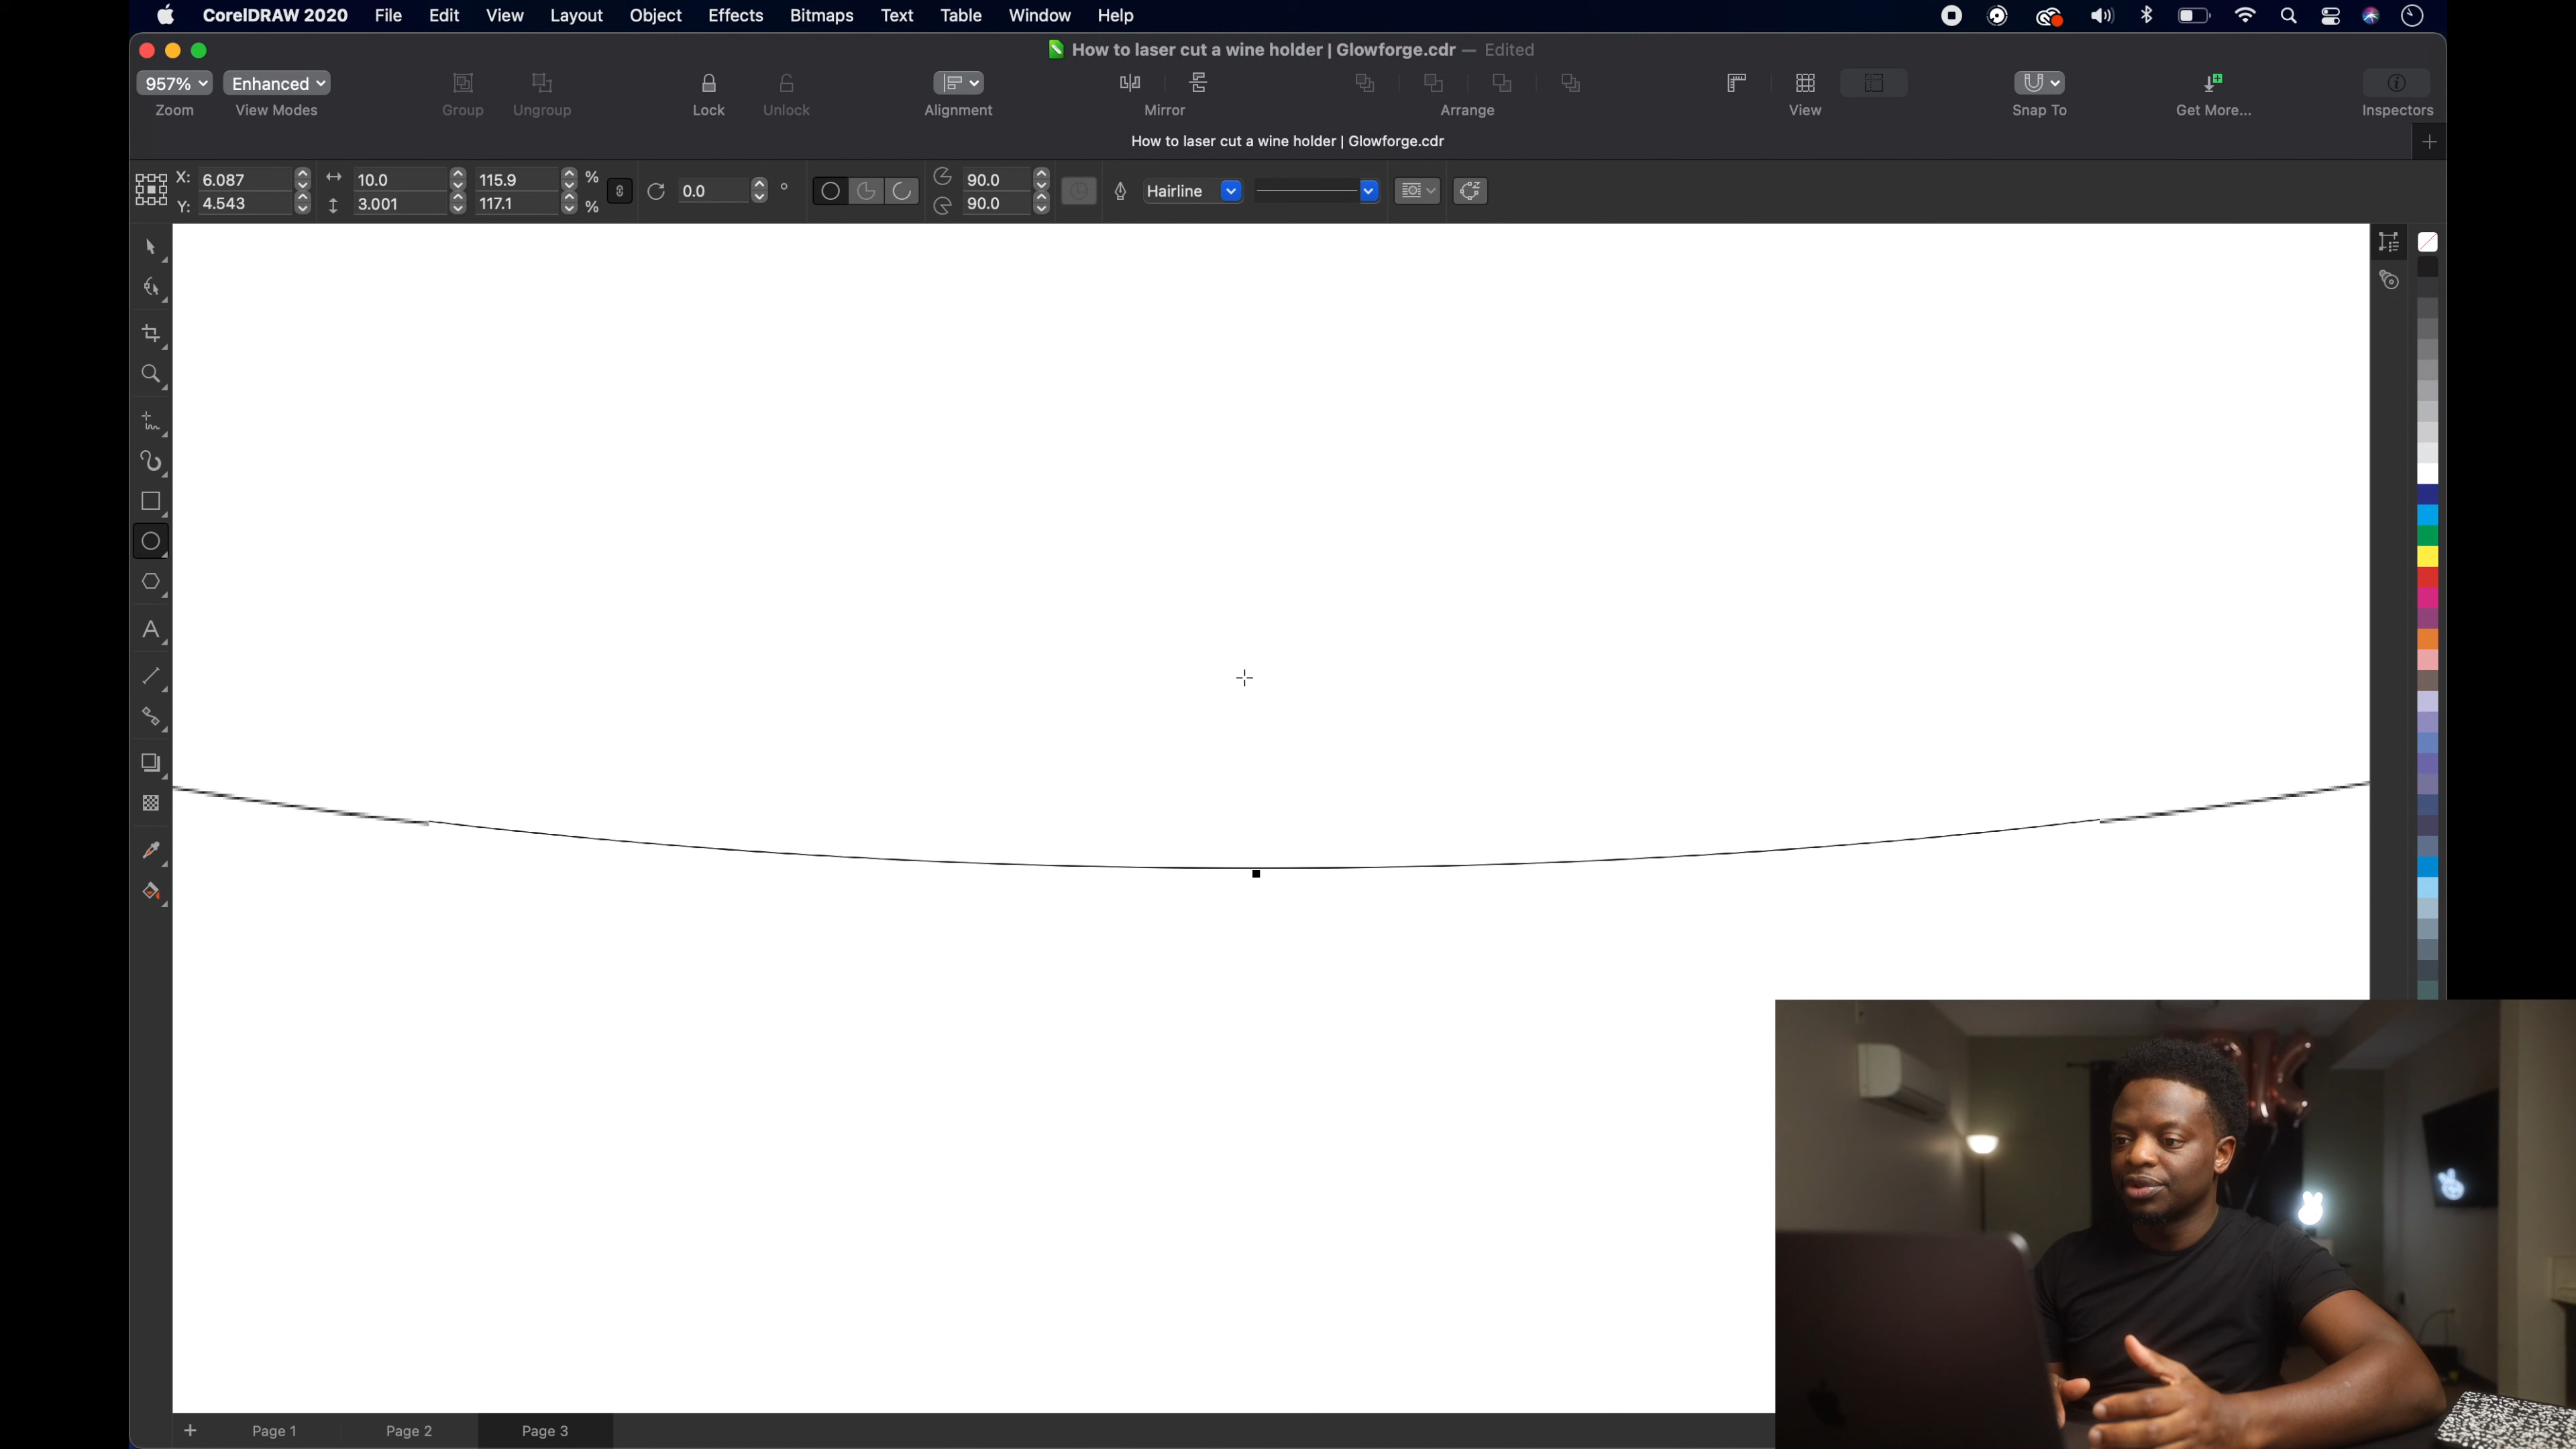 CorelDRAW 2020 File Edit View Layout Object Effects Bitmaps Text Table Window Help
How to laser cut a wine holder | Glowforge.cdr — Edited
957% Enhanced
Zoom View Modes Group Ungroup Lock Unlock Alignment Mirror Arrange View Snap To Get More... Inspectors
How to laser cut a wine holder | Glowforge.cdr
X: 6.087 10.0 115.9 % 0.0 ° 90.0 Hairline
Y: 4.543 3.001 117.1 % 90.0
Page 1 Page 2 Page 3